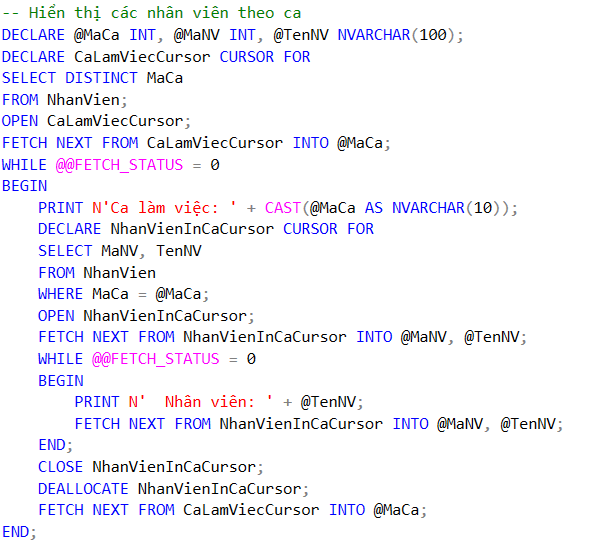 -- Hiển thị các nhân viên theo ca
DECLARE @MaCa INT, @MaNV INT, @TenNV NVARCHAR(100);
DECLARE CaLamViecCursor CURSOR FOR
SELECT DISTINCT MaCa
FROM NhanVien;
OPEN CaLamViecCursor;
FETCH NEXT FROM CaLamViecCursor INTO @MaCa;
WHILE @@FETCH_STATUS = 0
BEGIN
    PRINT N'Ca làm việc: ' + CAST(@MaCa AS NVARCHAR(10));
    DECLARE NhanVienInCaCursor CURSOR FOR
    SELECT MaNV, TenNV
    FROM NhanVien
    WHERE MaCa = @MaCa;
    OPEN NhanVienInCaCursor;
    FETCH NEXT FROM NhanVienInCaCursor INTO @MaNV, @TenNV;
    WHILE @@FETCH_STATUS = 0
    BEGIN
        PRINT N'  Nhân viên: ' + @TenNV;
        FETCH NEXT FROM NhanVienInCaCursor INTO @MaNV, @TenNV;
    END;
    CLOSE NhanVienInCaCursor;
    DEALLOCATE NhanVienInCaCursor;
    FETCH NEXT FROM CaLamViecCursor INTO @MaCa;
END;